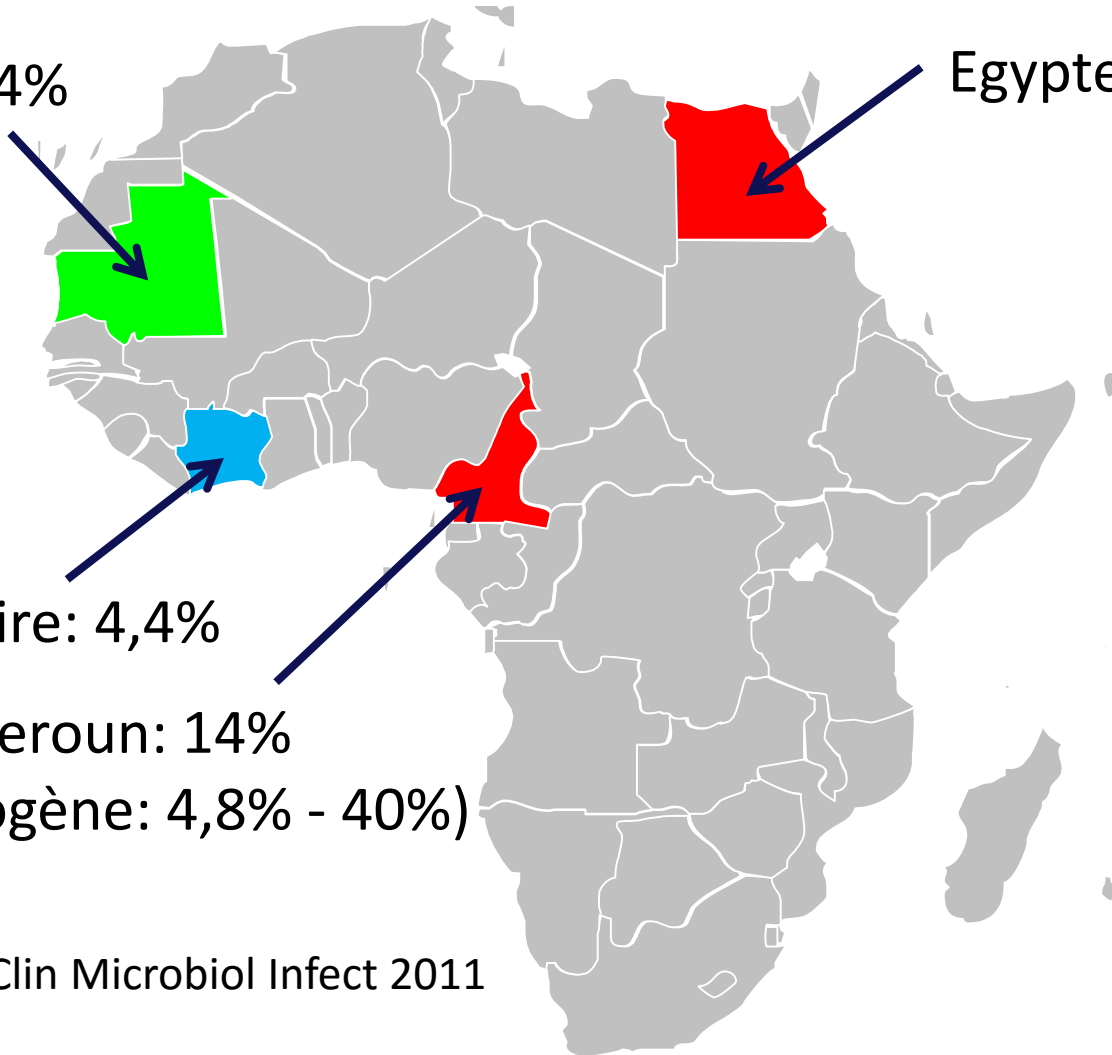 4%
Egypte
ire: 4,4%
eroun: 14%
ogène: 4,8% - 40%)
Clin Microbiol Infect 2011